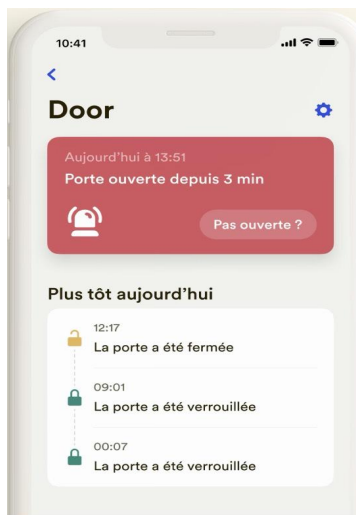 10:41
Door
Aujourd'hui à 13:51
Porte ouverte depuis 3 min
Pas ouverte ?
Plus tôt aujourd'hui
12:17
La porte a été fermée
09:01
La porte a été verrouillée
00:07
La porte a été verrouillée